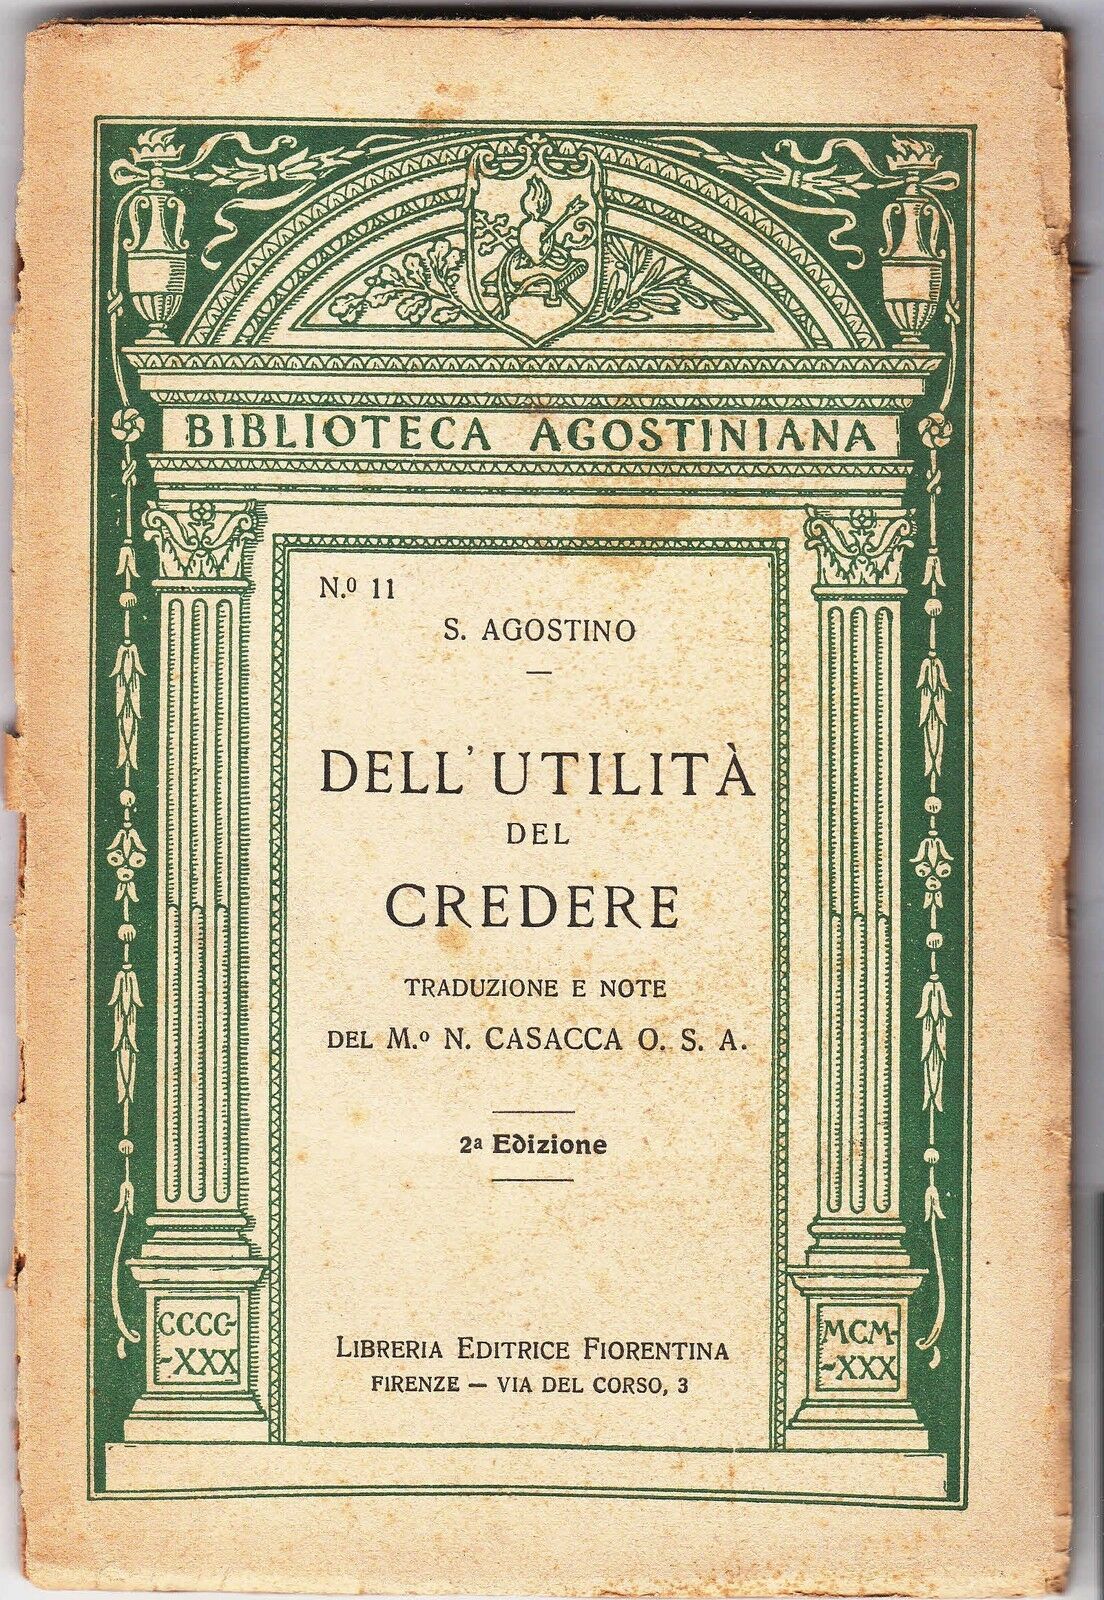 BIBLIOTECA AGOSTINIANA
N.º 11
S. AGOSTINO
DELL'UTILITÀ
DEL
CREDERE
TRADUZIONE E NOTE
DEL M.º N. CASACCA O. S. A.
2ª Edizione
CCCC-
-XXX
MCM-
-XXX
LIBRERIA EDITRICE FIORENTINA
FIRENZE — VIA DEL CORSO, 3